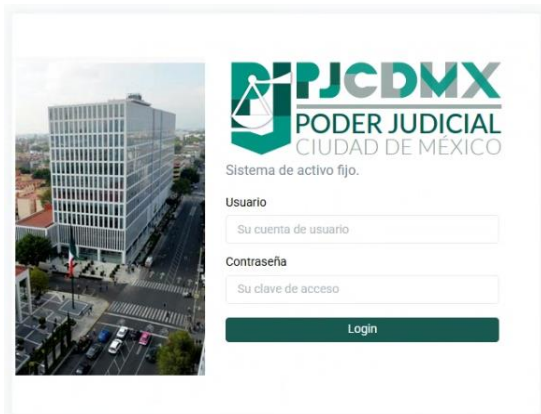 PJCDMX
PODER JUDICIAL
CIUDAD DE MÉXICO
Sistema de activo fijo.
Usuario
Su cuenta de usuario
Contraseña
Su clave de acceso
Login